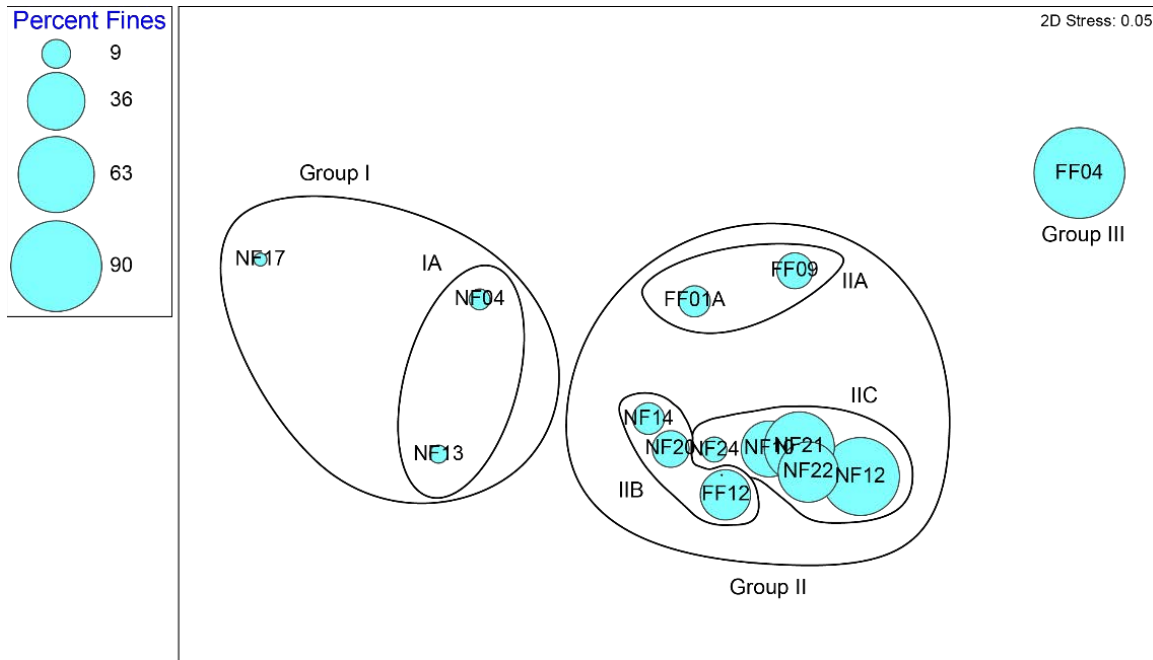 Percent Fines
9
36
63
90
2D Stress: 0.05
FF04
Group III
Group I
NF17
IA
NF04
NF13
FF09
IIA
FF01A
IIC
NF14
NF20
NF24
NF10
NF21
NF22
NF12
IIB
FF12
Group II